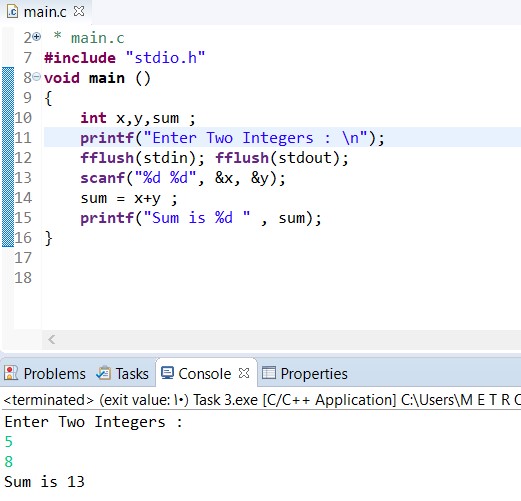 main.c
2 * main.c
7 #include "stdio.h"
8 void main ()
9 {
10 int x,y,sum ;
11 printf("Enter Two Integers : \n");
12 fflush(stdin); fflush(stdout);
13 scanf("%d %d", &x, &y);
14 sum = x+y ;
15 printf("Sum is %d " , sum);
16 }
17
18
Problems Tasks Console Properties
<terminated> (exit value: ١٠) Task 3.exe [C/C++ Application] C:\Users\M E T R O
Enter Two Integers :
5
8
Sum is 13